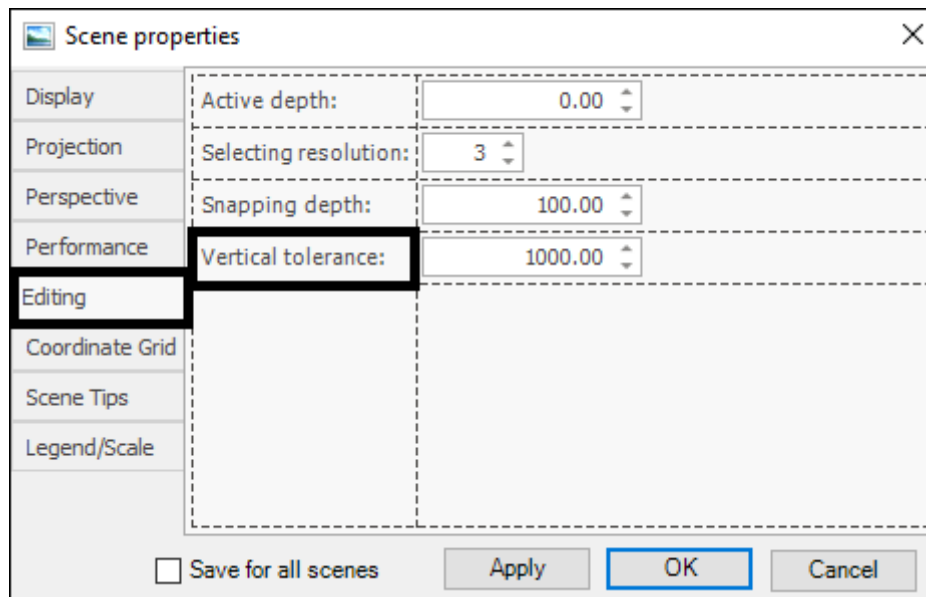 Scene properties
Display
Projection
Perspective
Performance
Editing
Coordinate Grid
Scene Tips
Legend/Scale
Active depth: 0.00
Selecting resolution: 3
Snapping depth: 100.00
Vertical tolerance: 1000.00
Save for all scenes
Apply
OK
Cancel